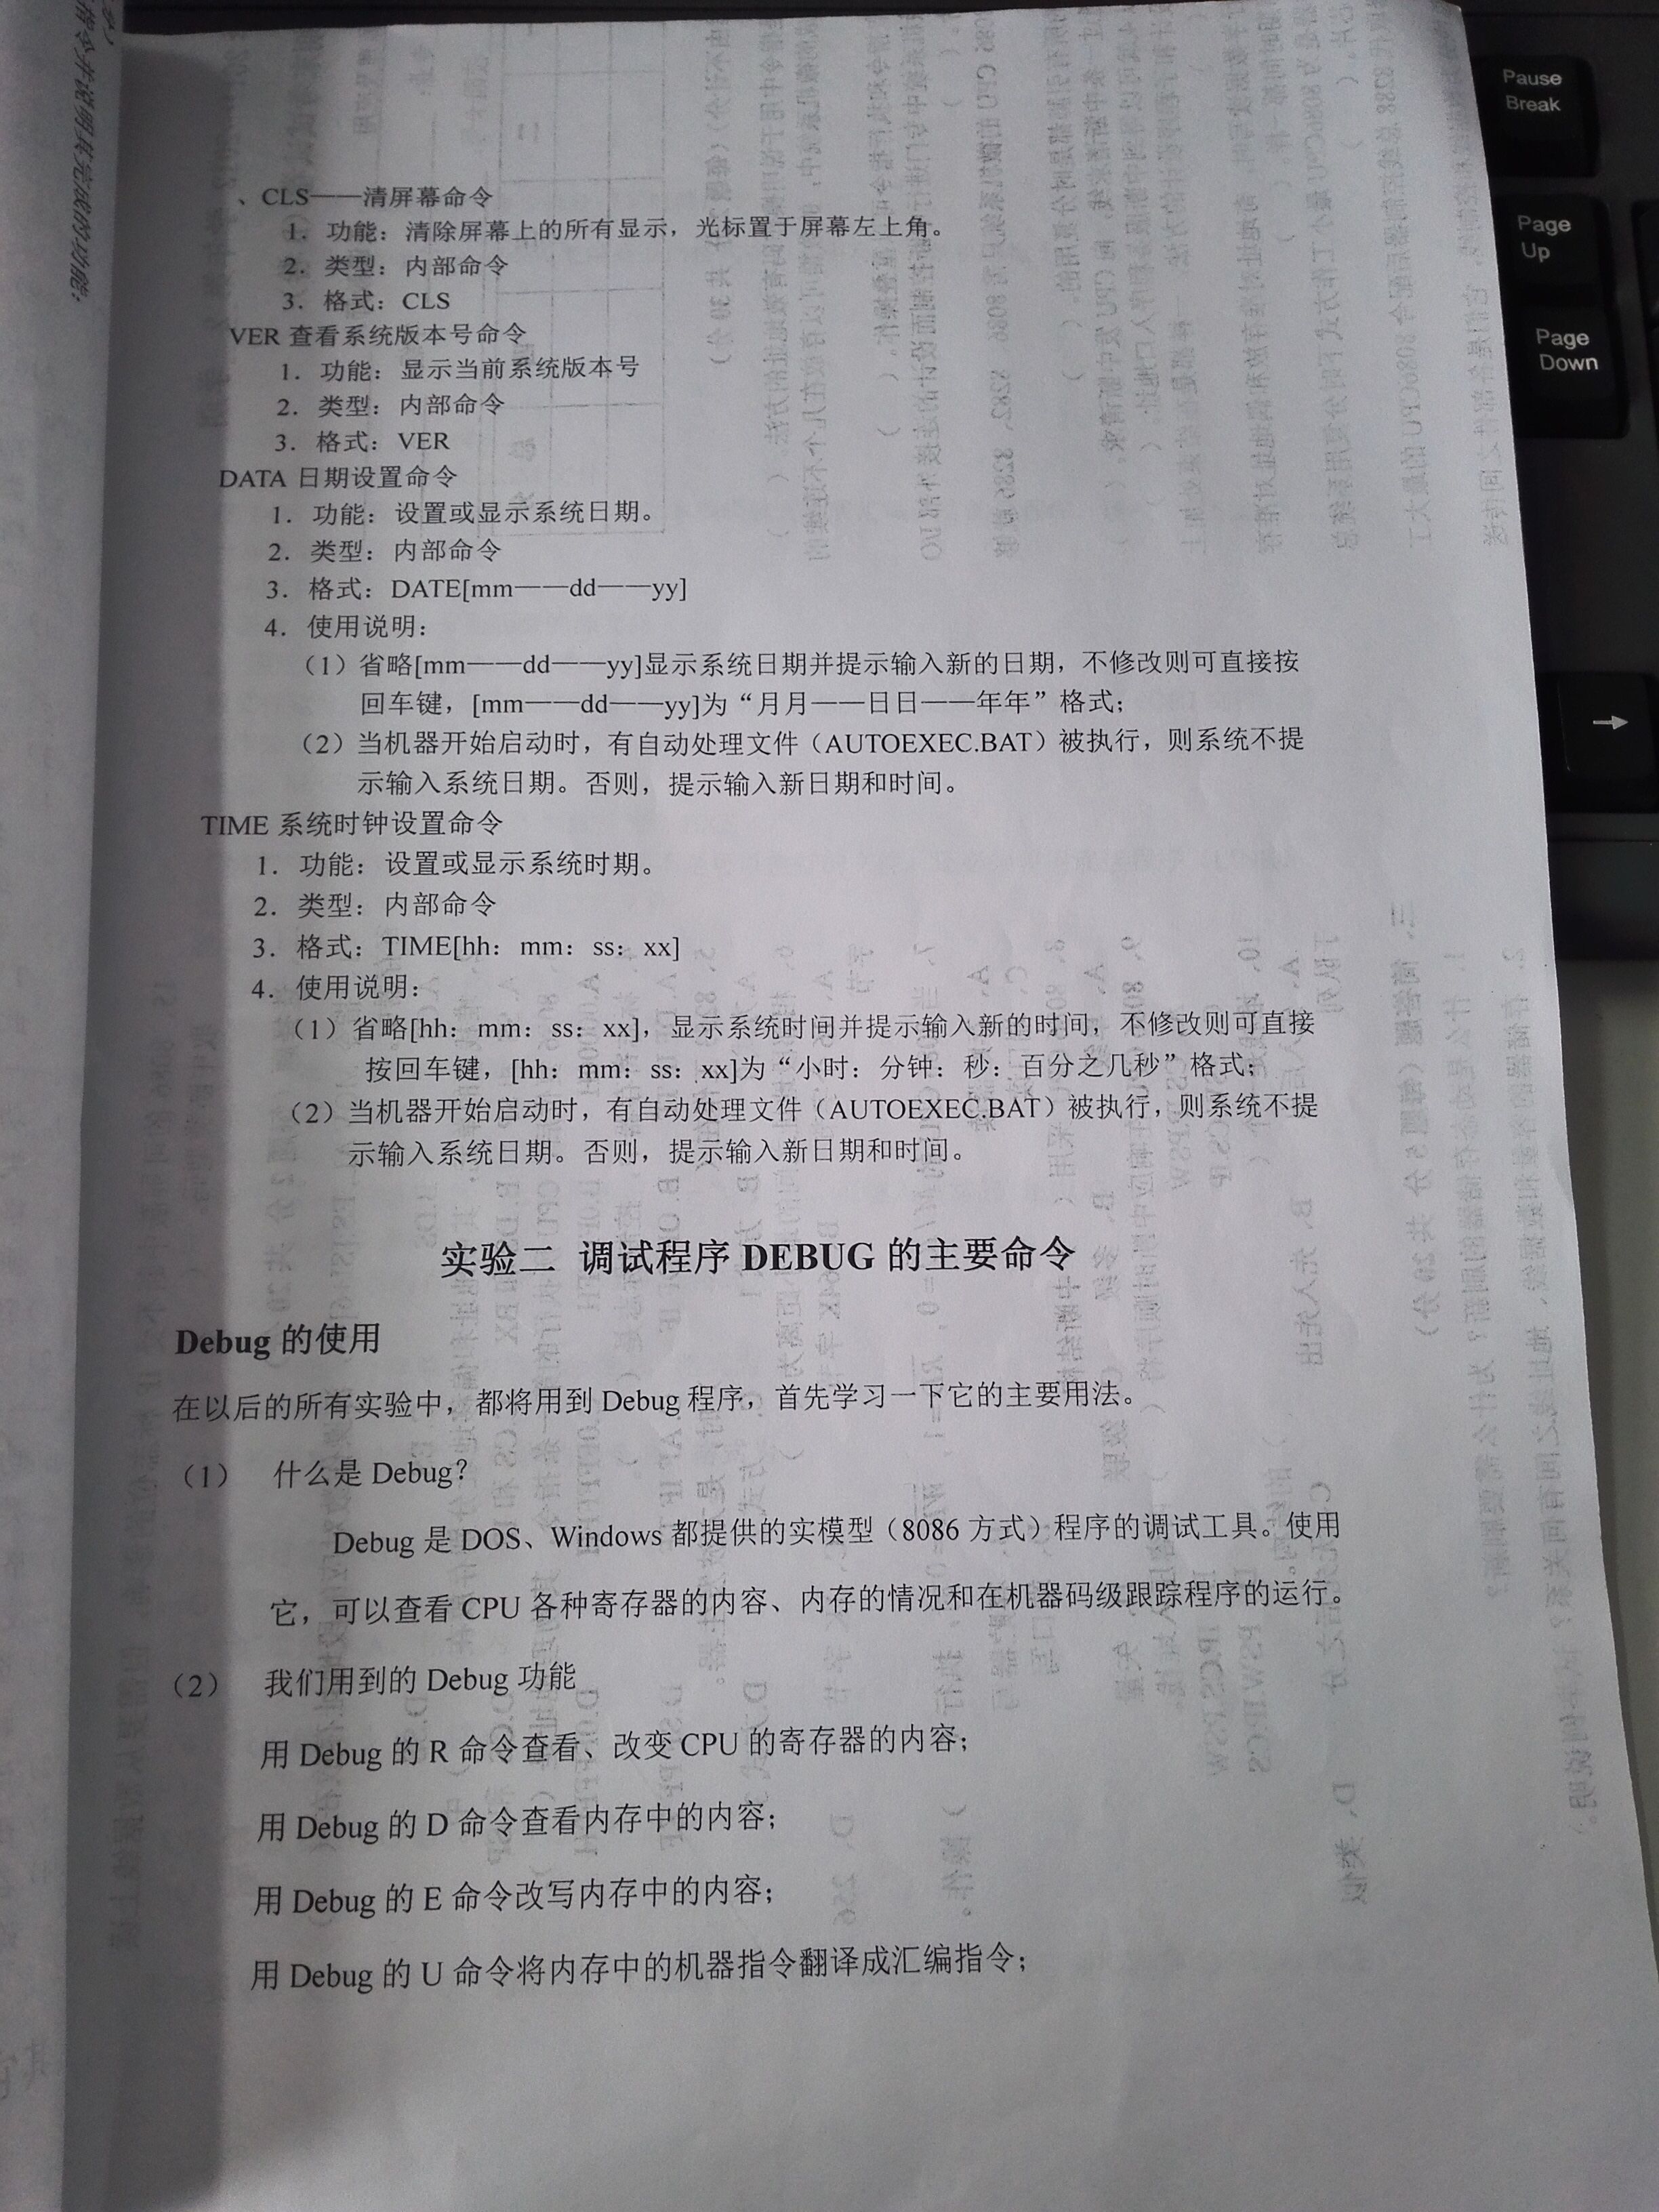 、CLS——清屏幕命令
1．功能：清除屏幕上的所有显示，光标置于屏幕左上角。
2．类型：内部命令
3．格式：CLS
VER 查看系统版本号命令
1．功能：显示当前系统版本号
2．类型：内部命令
3．格式：VER
DATA 日期设置命令
1．功能：设置或显示系统日期。
2．类型：内部命令
3．格式：DATE[mm——dd——yy]
4．使用说明：
（1）省略[mm——dd——yy]显示系统日期并提示输入新的日期，不修改则可直接按
回车键，[mm——dd——yy]为“月月——日日——年年”格式；
（2）当机器开始启动时，有自动处理文件（AUTOEXEC.BAT）被执行，则系统不提
示输入系统日期。否则，提示输入新日期和时间。
TIME 系统时钟设置命令
1．功能：设置或显示系统时期。
2．类型：内部命令
3．格式：TIME[hh：mm：ss：xx]
4．使用说明：
（1）省略[hh：mm：ss：xx]，显示系统时间并提示输入新的时间，不修改则可直接
按回车键，[hh：mm：ss：xx]为“小时：分钟：秒：百分之几秒”格式；
（2）当机器开始启动时，有自动处理文件（AUTOEXEC.BAT）被执行，则系统不提
示输入系统日期。否则，提示输入新日期和时间。
实验二 调试程序 DEBUG 的主要命令
Debug 的使用
在以后的所有实验中，都将用到 Debug 程序，首先学习一下它的主要用法。
（1） 什么是 Debug？
Debug 是 DOS、Windows 都提供的实模型（8086 方式）程序的调试工具。使用
它，可以查看 CPU 各种寄存器的内容、内存的情况和在机器码级跟踪程序的运行。
（2） 我们用到的 Debug 功能
用 Debug 的 R 命令查看、改变 CPU 的寄存器的内容；
用 Debug 的 D 命令查看内存中的内容；
用 Debug 的 E 命令改写内存中的内容；
用 Debug 的 U 命令将内存中的机器指令翻译成汇编指令；
指令并说明其完成的功能：
Pause
Break
Page
Up
Page
Down
→